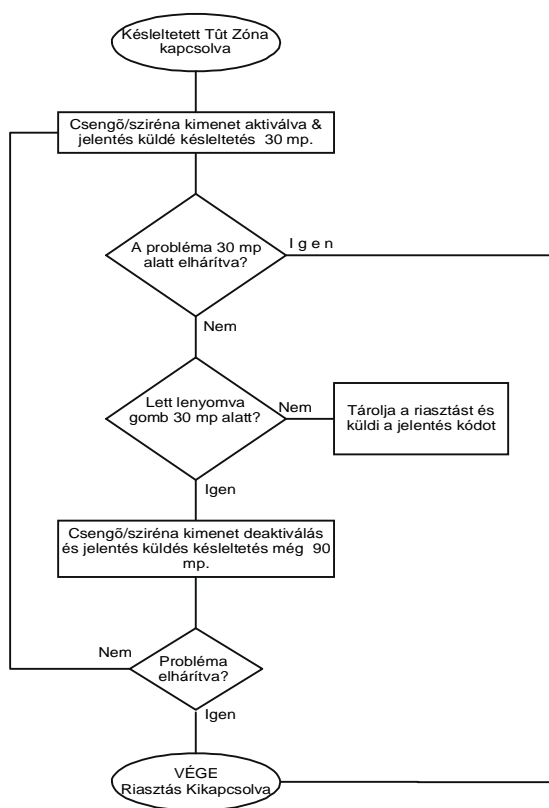 Késleltetett Tût Zóna
kapcsolva
Csengõ/sziréna kimenet aktiválva &
jelentés küldé késleltetés 30 mp.
A probléma 30 mp
alatt elhárítva?
Igen
Nem
Lett lenyomva
gomb 30 mp alatt?
Nem
Tárolja a riasztást és
küldi a jelentés kódot
Igen
Csengõ/sziréna kimenet deaktiválás
és jelentés küldés késleltetés még 90
mp.
Nem
Probléma
elhárítva?
Igen
VÉGE
Riasztás Kikapcsolva